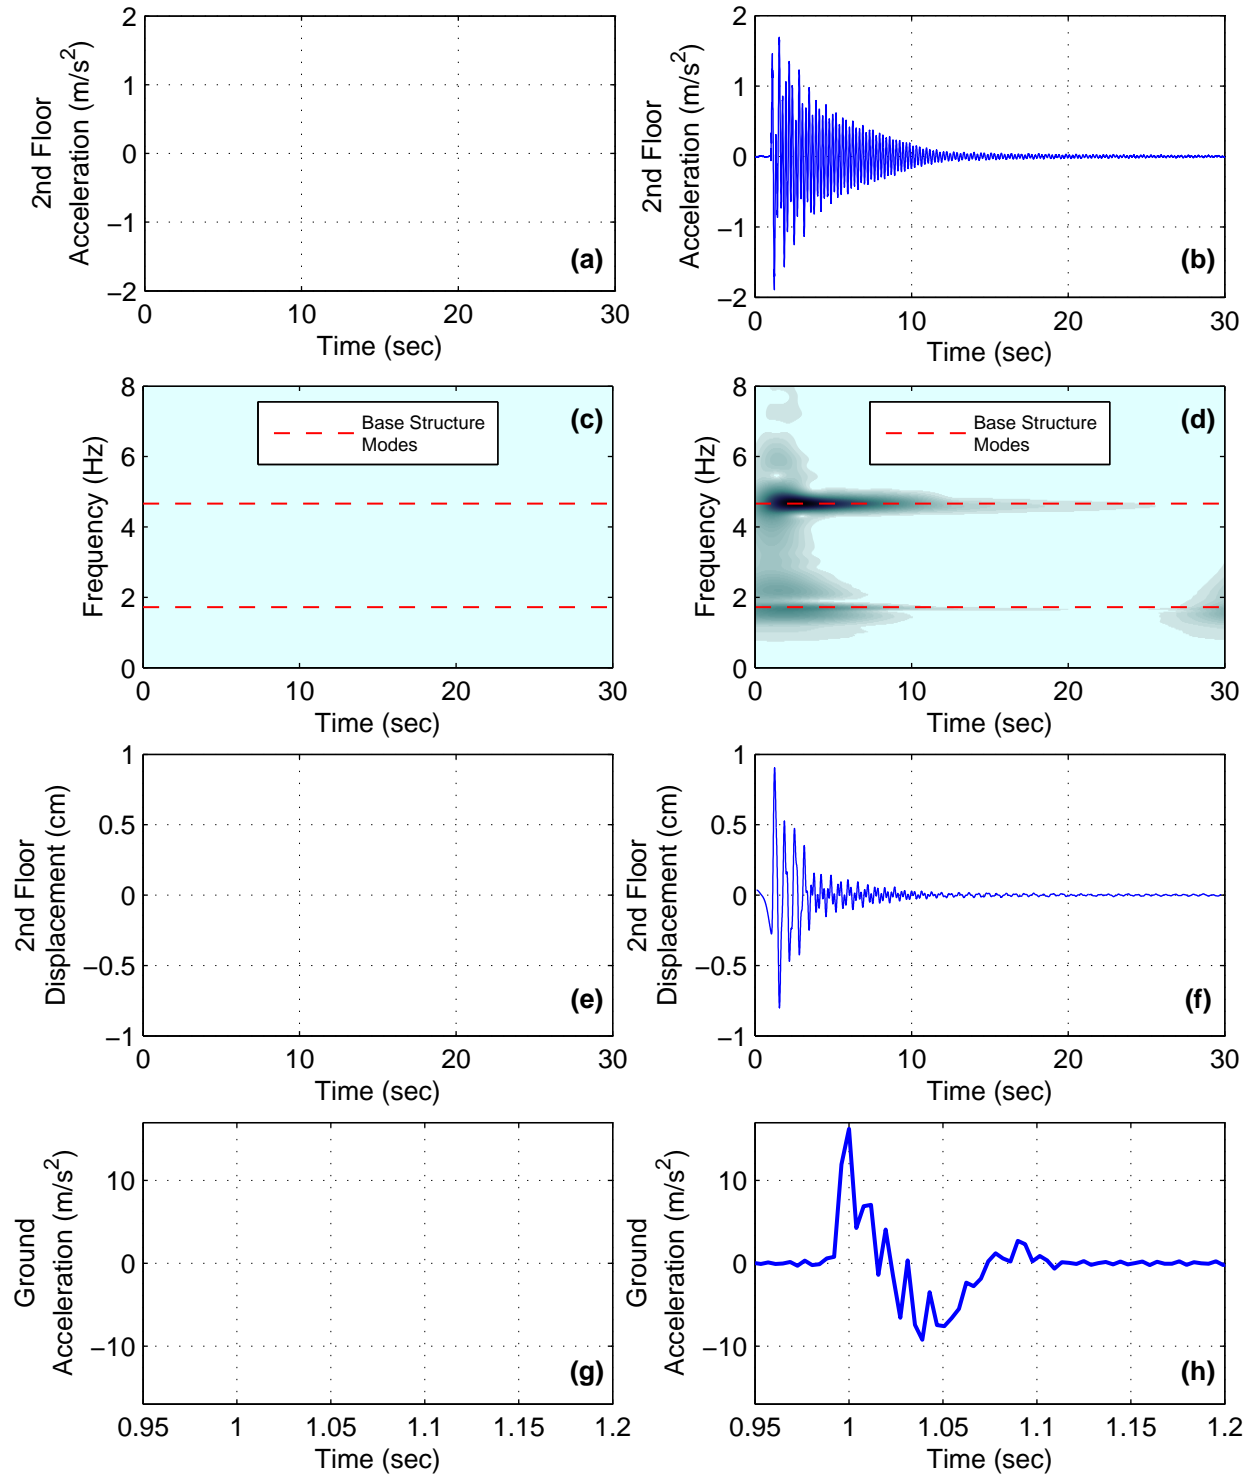 2
1
0
−1
−2
2nd Floor
Acceleration (m/s²)
(a)
0
10
20
30
Time (sec)
2
1
0
−1
−2
2nd Floor
Acceleration (m/s²)
(b)
0
10
20
30
Time (sec)
8
6
4
2
0
Frequency (Hz)
Base Structure
Modes
(c)
0
10
20
30
Time (sec)
8
6
4
2
0
Frequency (Hz)
Base Structure
Modes
(d)
0
10
20
30
Time (sec)
1
0.5
0
−0.5
−1
2nd Floor
Displacement (cm)
(e)
0
10
20
30
Time (sec)
1
0.5
0
−0.5
−1
2nd Floor
Displacement (cm)
(f)
0
10
20
30
Time (sec)
10
0
−10
Ground
Acceleration (m/s²)
(g)
0.95
1
1.05
1.1
1.15
1.2
Time (sec)
10
0
−10
Ground
Acceleration (m/s²)
(h)
0.95
1
1.05
1.1
1.15
1.2
Time (sec)